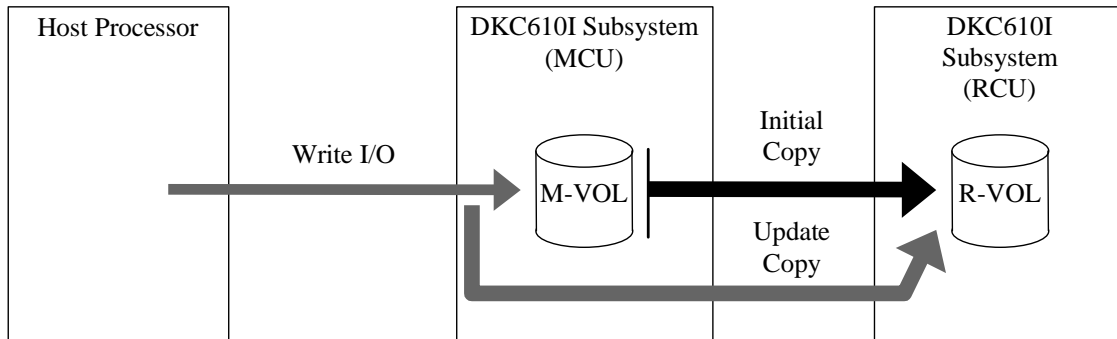 Host Processor
DKC610I Subsystem
(MCU)
DKC610I
Subsystem
(RCU)
Write I/O
Initial
Copy
M-VOL
R-VOL
Update
Copy